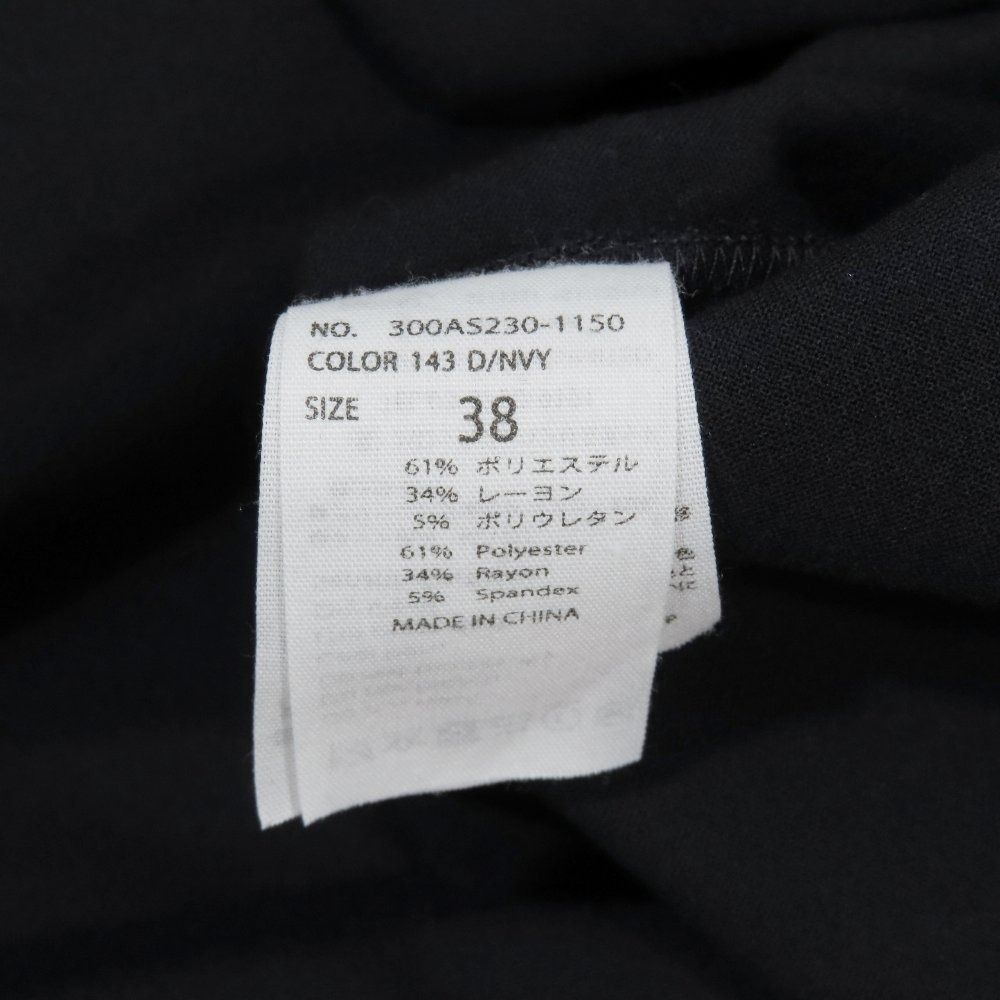 NO. 300AS230-1150
COLOR 143 D/NVY
SIZE 38
61% ポリエステル
34% レーヨン
5% ポリウレタン
61% Polyester
34% Rayon
5% Spandex
MADE IN CHINA